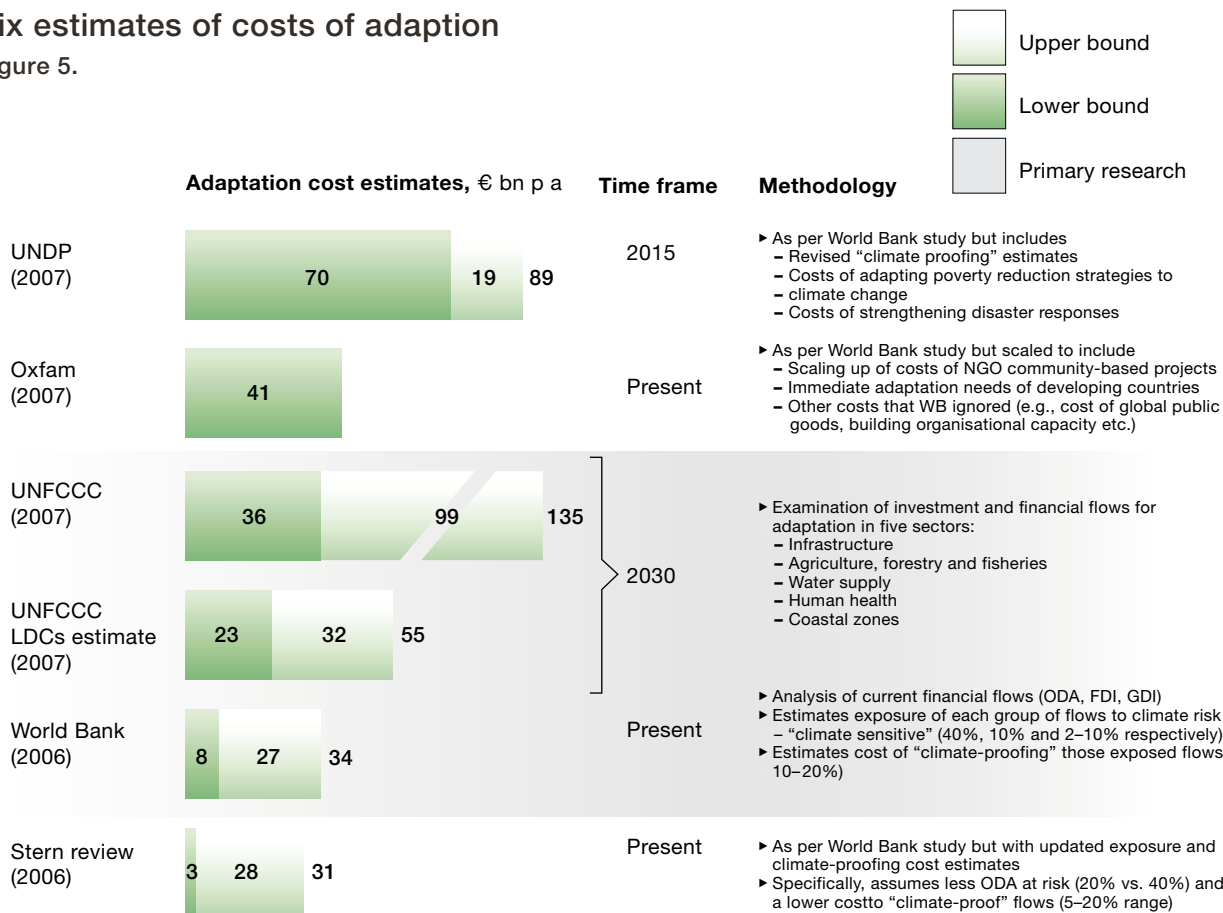 ix estimates of costs of adaption
gure 5.
Upper bound
Lower bound
Primary research
Adaptation cost estimates, € bn p a
Time frame
Methodology
UNDP
(2007)
70
19
89
2015
▸ As per World Bank study but includes
– Revised “climate proofing” estimates
– Costs of adapting poverty reduction strategies to
– climate change
– Costs of strengthening disaster responses
Oxfam
(2007)
41
Present
▸ As per World Bank study but scaled to include
– Scaling up of costs of NGO community-based projects
– Immediate adaptation needs of developing countries
– Other costs that WB ignored (e.g., cost of global public
goods, building organisational capacity etc.)
UNFCCC
(2007)
36
99
135
UNFCCC
LDCs estimate
(2007)
23
32
55
2030
▸ Examination of investment and financial flows for
adaptation in five sectors:
– Infrastructure
– Agriculture, forestry and fisheries
– Water supply
– Human health
– Coastal zones
World Bank
(2006)
8
27
34
Present
▸ Analysis of current financial flows (ODA, FDI, GDI)
▸ Estimates exposure of each group of flows to climate risk
– “climate sensitive” (40%, 10% and 2–10% respectively)
▸ Estimates cost of “climate-proofing” those exposed flows
10–20%)
Stern review
(2006)
3
28
31
Present
▸ As per World Bank study but with updated exposure and
climate-proofing cost estimates
▸ Specifically, assumes less ODA at risk (20% vs. 40%) and
a lower costto “climate-proof” flows (5–20% range)